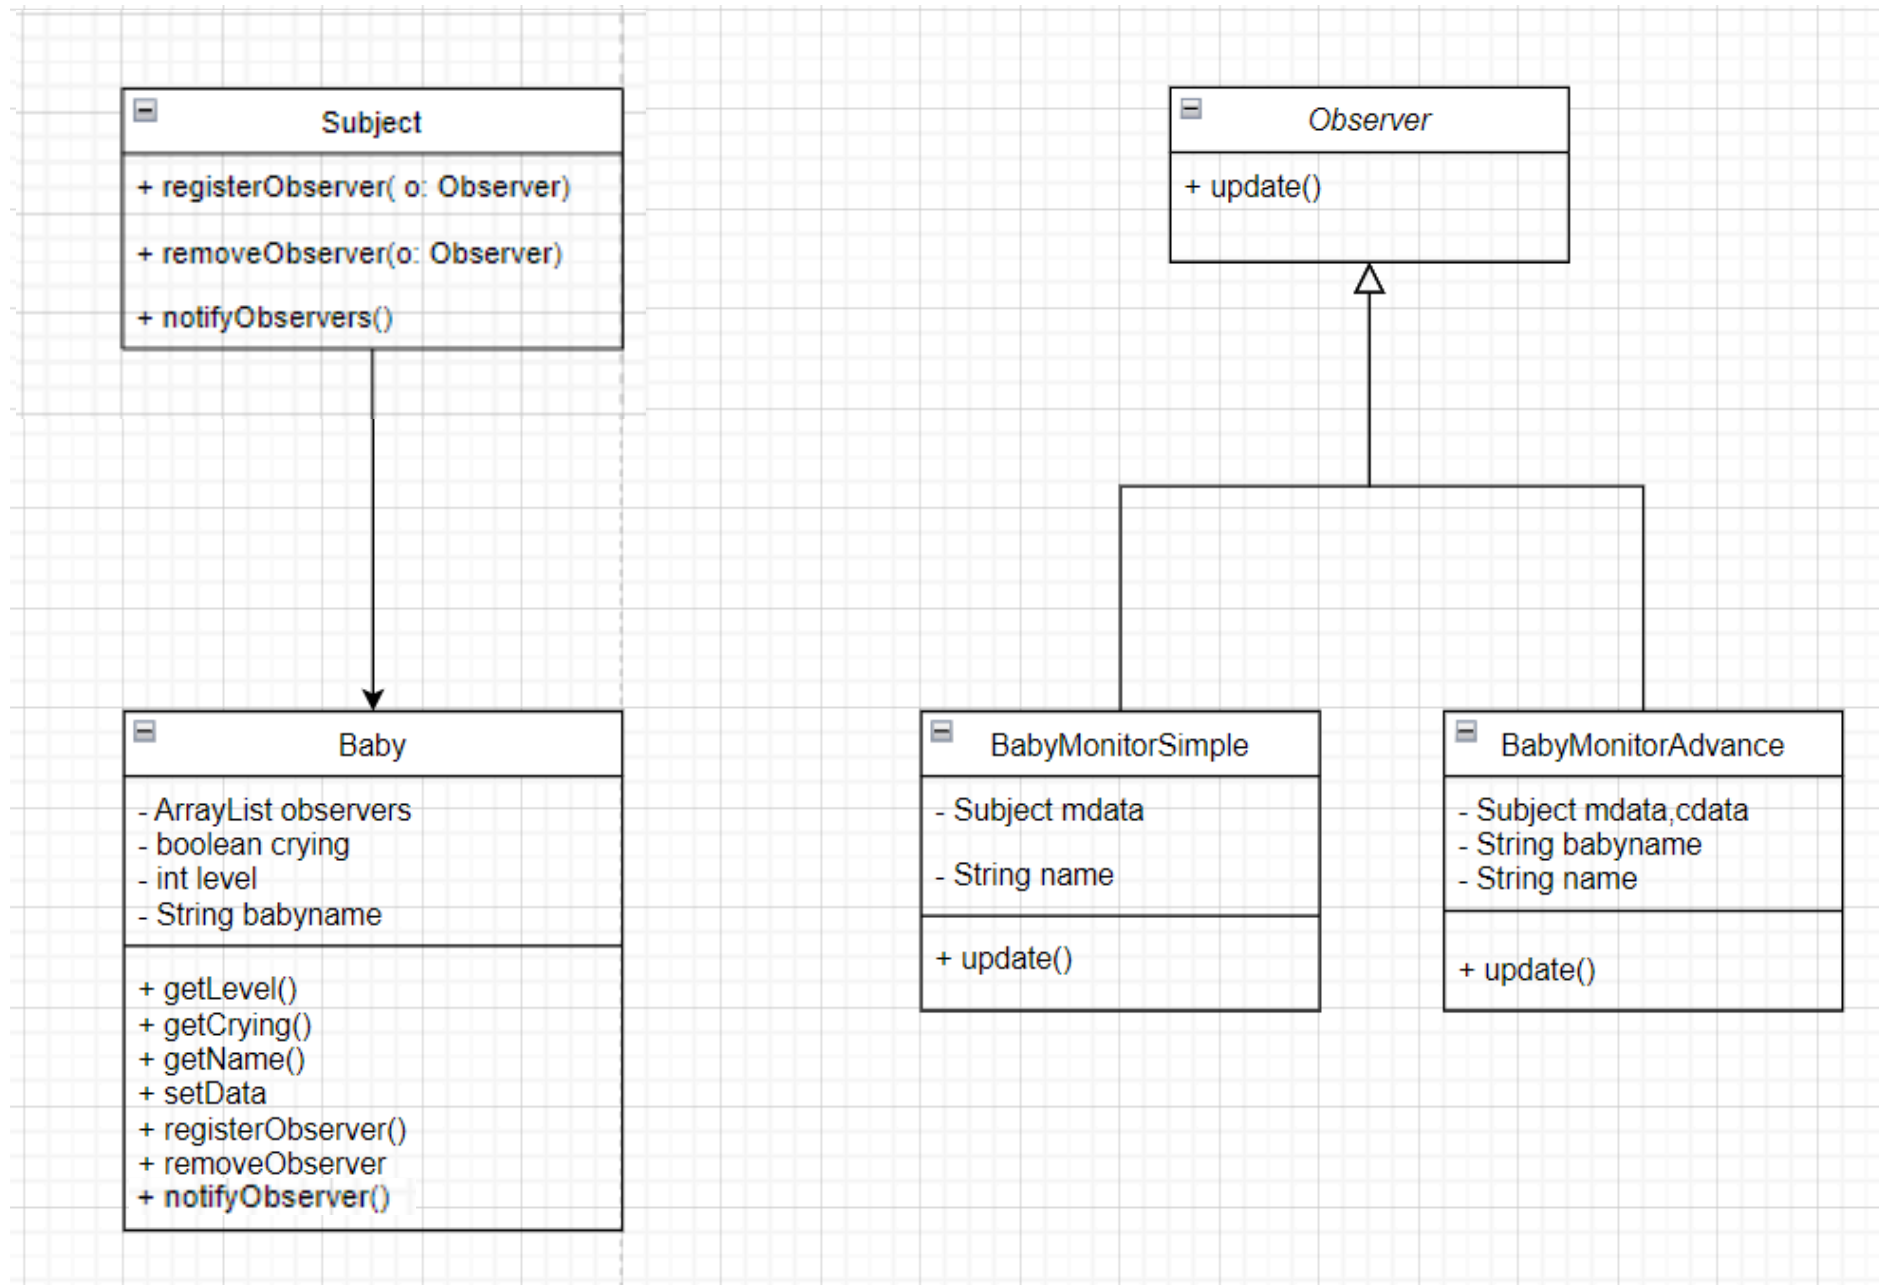 Subject
+ registerObserver( o: Observer)
+ removeObserver(o: Observer)
+ notifyObservers()
Observer
+ update()
Baby
- ArrayList observers
- boolean crying
- int level
- String babyname
+ getLevel()
+ getCrying()
+ getName()
+ setData
+ registerObserver()
+ removeObserver
+ notifyObserver()
BabyMonitorSimple
- Subject mdata
- String name
+ update()
BabyMonitorAdvance
- Subject mdata,cdata
- String babyname
- String name
+ update()